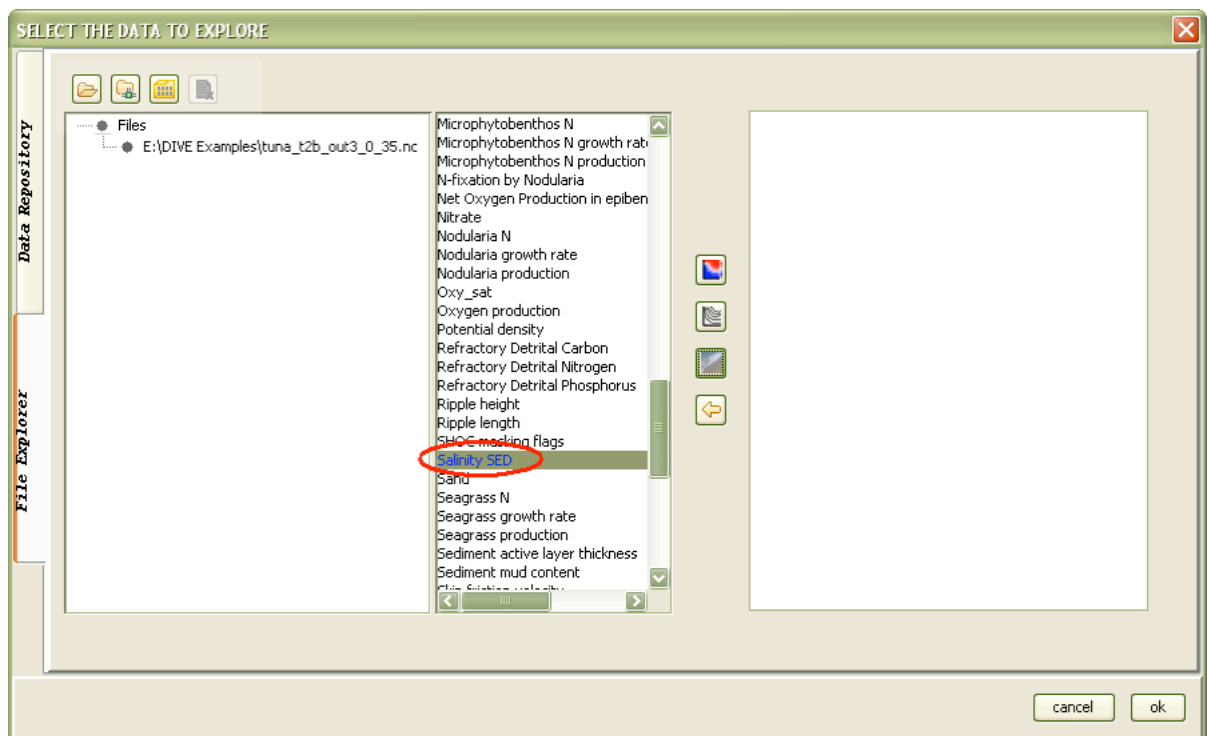 SELECT THE DATA TO EXPLORE
Data Repository
File Explorer
Files
E:\DIVE Examples\tuna_t2b_out3_0_35.nc
Microphytobenthos N
Microphytobenthos N growth rat
Microphytobenthos N production
N-fixation by Nodularia
Net Oxygen Production in epiben
Nitrate
Nodularia N
Nodularia growth rate
Nodularia production
Oxy_sat
Oxygen production
Potential density
Refractory Detrital Carbon
Refractory Detrital Nitrogen
Refractory Detrital Phosphorus
Ripple height
Ripple length
SHOC masking flags
Salinity SED
Sand
Seagrass N
Seagrass growth rate
Seagrass production
Sediment active layer thickness
Sediment mud content
Skin friction velocity
cancel
ok